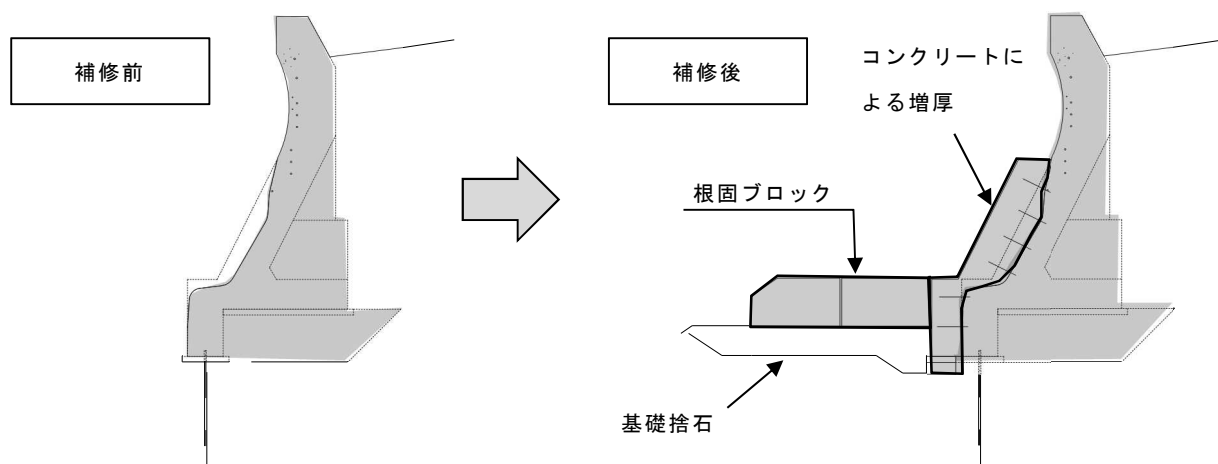 補修前
補修後
コンクリートに
よる増厚
根固ブロック
基礎捨石